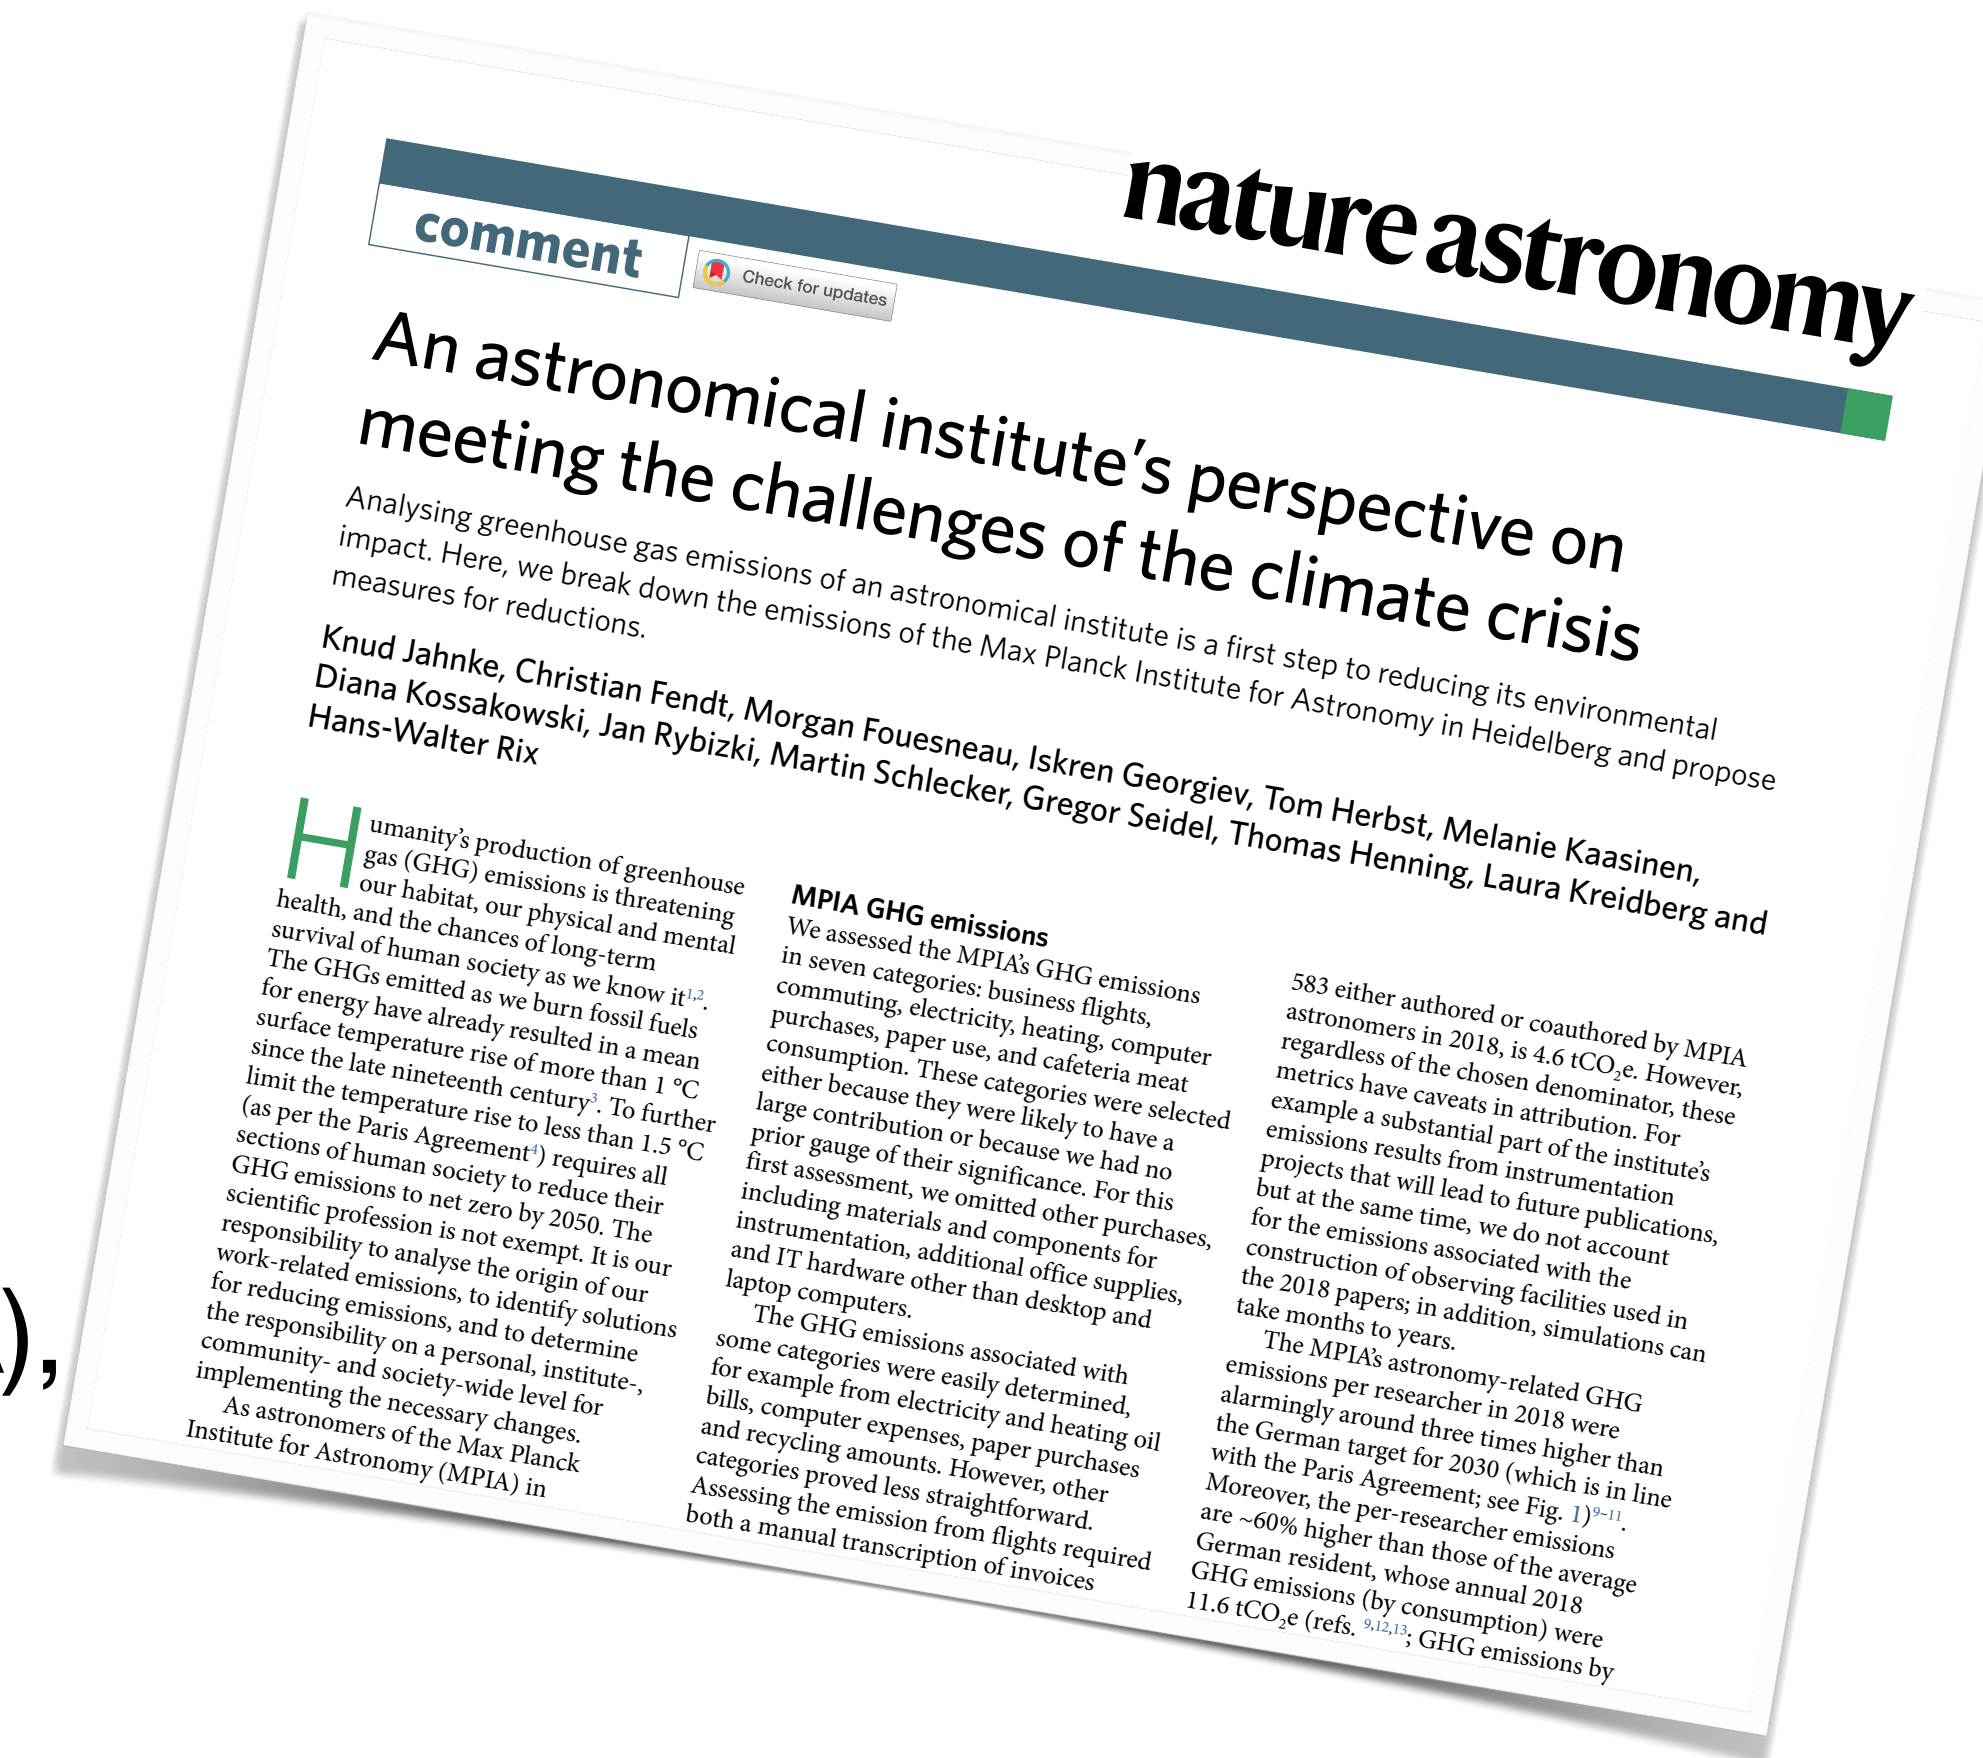 nature astronomy
comment
Check for updates
An astronomical institute’s perspective on
meeting the challenges of the climate crisis
Analysing greenhouse gas emissions of an astronomical institute is a first step to reducing its environmental
impact. Here, we break down the emissions of the Max Planck Institute for Astronomy in Heidelberg and propose
measures for reductions.
Knud Jahnke, Christian Fendt, Morgan Fouesneau, Iskren Georgiev, Tom Herbst, Melanie Kaasinen,
Diana Kossakowski, Jan Rybizki, Martin Schlecker, Gregor Seidel, Thomas Henning, Laura Kreidberg and
Hans-Walter Rix
Humanity’s production of greenhouse
gas (GHG) emissions is threatening
our habitat, our physical and mental
health, and the chances of long-term
survival of human society as we know it1,2.
The GHGs emitted as we burn fossil fuels
for energy have already resulted in a mean
surface temperature rise of more than 1 °C
since the late nineteenth century3. To further
limit the temperature rise to less than 1.5 °C
(as per the Paris Agreement4) requires all
sections of human society to reduce their
GHG emissions to net zero by 2050. The
scientific profession is not exempt. It is our
responsibility to analyse the origin of our
work-related emissions, to identify solutions
for reducing emissions, and to determine
the responsibility on a personal, institute-,
community- and society-wide level for
implementing the necessary changes.
As astronomers of the Max Planck
Institute for Astronomy (MPIA) in
MPIA GHG emissions
We assessed the MPIA’s GHG emissions
in seven categories: business flights,
commuting, electricity, heating, computer
purchases, paper use, and cafeteria meat
consumption. These categories were selected
either because they were likely to have a
large contribution or because we had no
prior gauge of their significance. For this
first assessment, we omitted other purchases,
including materials and components for
instrumentation, additional office supplies,
and IT hardware other than desktop and
laptop computers.
The GHG emissions associated with
some categories were easily determined,
for example from electricity and heating oil
bills, computer expenses, paper purchases
and recycling amounts. However, other
categories proved less straightforward.
Assessing the emission from flights required
both a manual transcription of invoices
583 either authored or coauthored by MPIA
astronomers in 2018, is 4.6 tCO2e. However,
regardless of the chosen denominator, these
metrics have caveats in attribution. For
example a substantial part of the institute’s
emissions results from instrumentation
projects that will lead to future publications,
but at the same time, we do not account
for the emissions associated with the
construction of observing facilities used in
the 2018 papers; in addition, simulations can
take months to years.
The MPIA’s astronomy-related GHG
emissions per researcher in 2018 were
alarmingly around three times higher than
the German target for 2030 (which is in line
with the Paris Agreement; see Fig. 1)9–11.
Moreover, the per-researcher emissions
are ~60% higher than those of the average
German resident, whose annual 2018
GHG emissions (by consumption) were
11.6 tCO2e (refs. 9,12,13; GHG emissions by
),